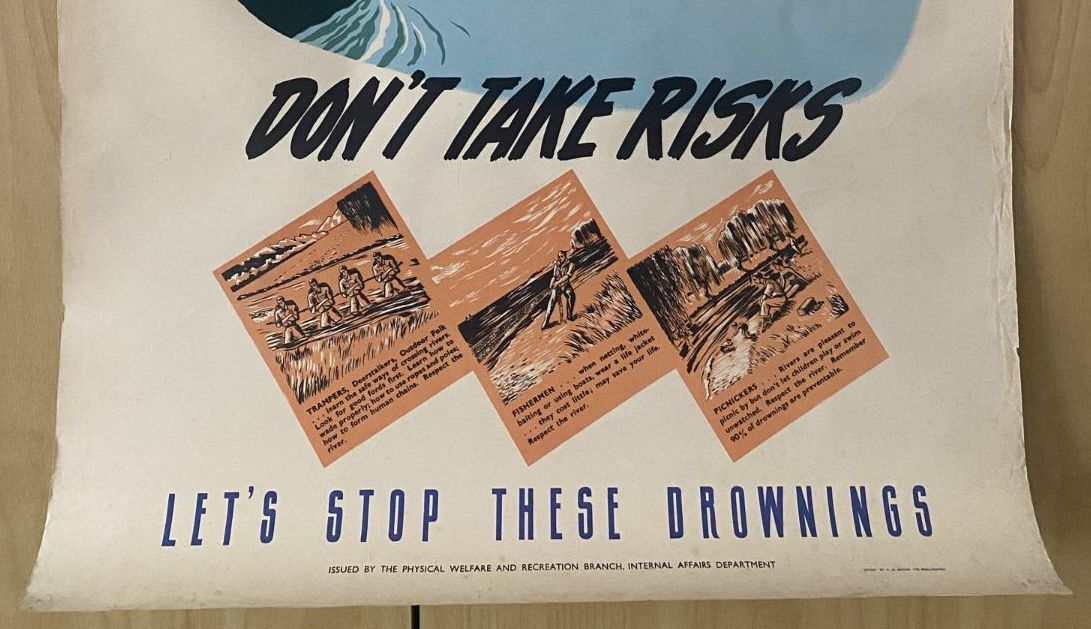 DON'T TAKE RISKS
TRAMPERS, Deerstalkers, Outdoor Folk
. . . learn the safe ways of crossing rivers.
Look for good fords first. Learn how to
wade properly; how to use ropes and poles;
how to form human chains. Respect the
river.
FISHERMEN . . . when netting, white-
baiting or using boats, wear a life jacket
. . . they cost little; may save your life.
Respect the river.
PICNICKERS . . . Rivers are pleasant to
picnic by but don't let children play or swim
unwatched. Respect the river. Remember
90% of drownings are preventable.
LET'S STOP THESE DROWNINGS
ISSUED BY THE PHYSICAL WELFARE AND RECREATION BRANCH, INTERNAL AFFAIRS DEPARTMENT